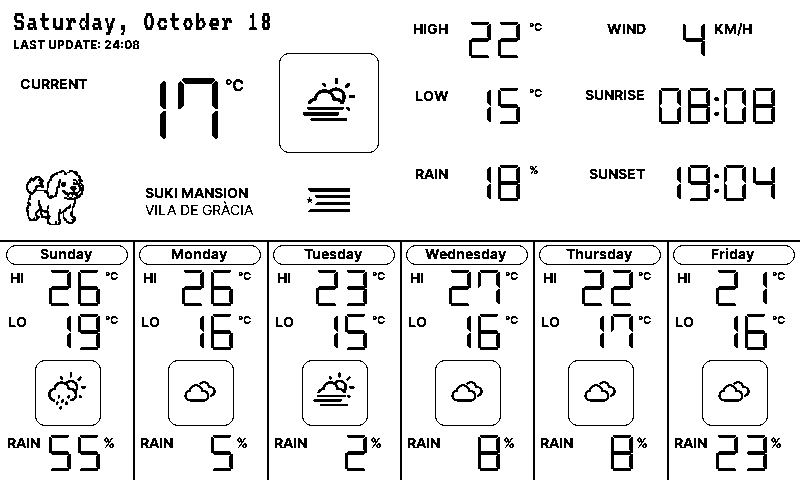 Saturday, October 18
LAST UPDATE: 24:08
CURRENT
17 °C
SUKI MANSION
VILA DE GRÀCIA
HIGH 22 °C
LOW 15 °C
RAIN 18 %
WIND 4 KM/H
SUNRISE 08:08
SUNSET 19:04
Sunday
HI 26 °C
LO 19 °C
RAIN 55 %
Monday
HI 26 °C
LO 16 °C
RAIN 5 %
Tuesday
HI 23 °C
LO 15 °C
RAIN 2 %
Wednesday
HI 27 °C
LO 16 °C
RAIN 8 %
Thursday
HI 22 °C
LO 17 °C
RAIN 8 %
Friday
HI 21 °C
LO 16 °C
RAIN 23 %